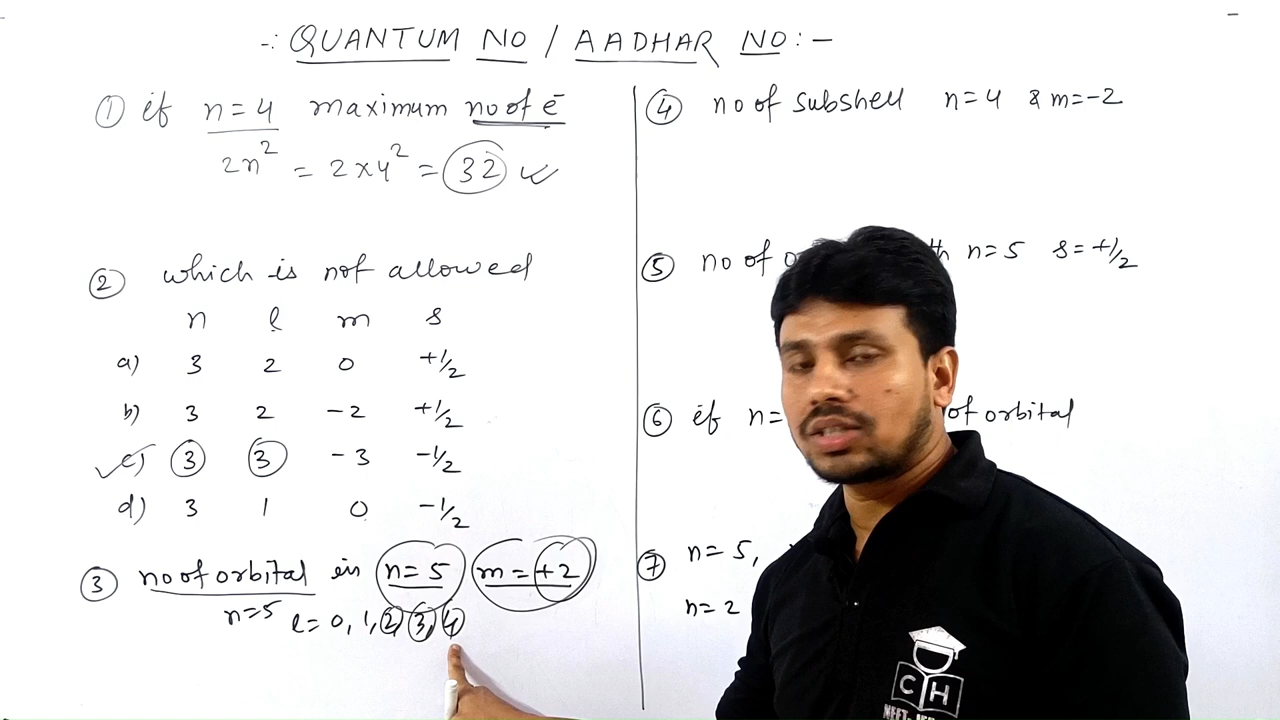 -: QUANTUM NO / AADHAR NO: -
① if n=4 maximum no of e̅
2n² = 2×4² = 32
② which is not allowed
n l m s
a) 3 2 0 +1/2
b) 3 2 -2 +1/2
c) 3 3 -3 -1/2
d) 3 1 0 -1/2
③ no of orbital in n=5 m=+2
n=5 l= 0, 1, 2, 3, 4
④ no of subshell n=4 & m=-2
⑤ no of n=5 s=+1/2
⑥ if n= of orbital
⑦ n=5,
n=2
C H